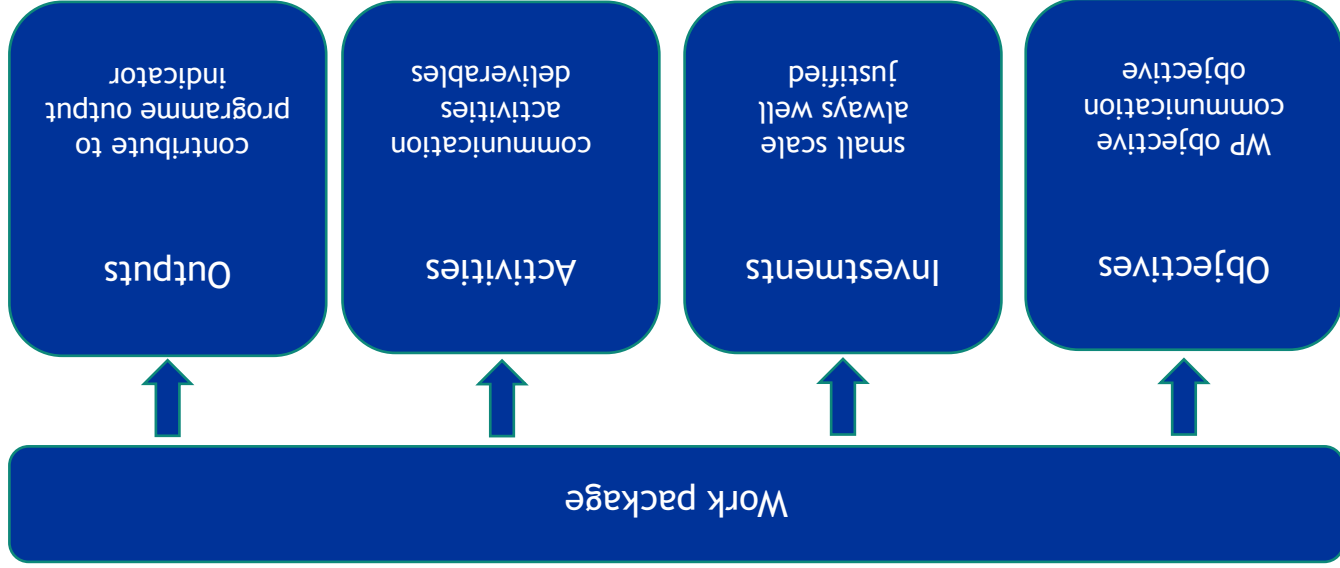 Work package
Objectives
WP objective
communication
objective
Investments
small scale
always well
justified
Activities
communication
activities
deliverables
Outputs
contribute to
programme output
indicator